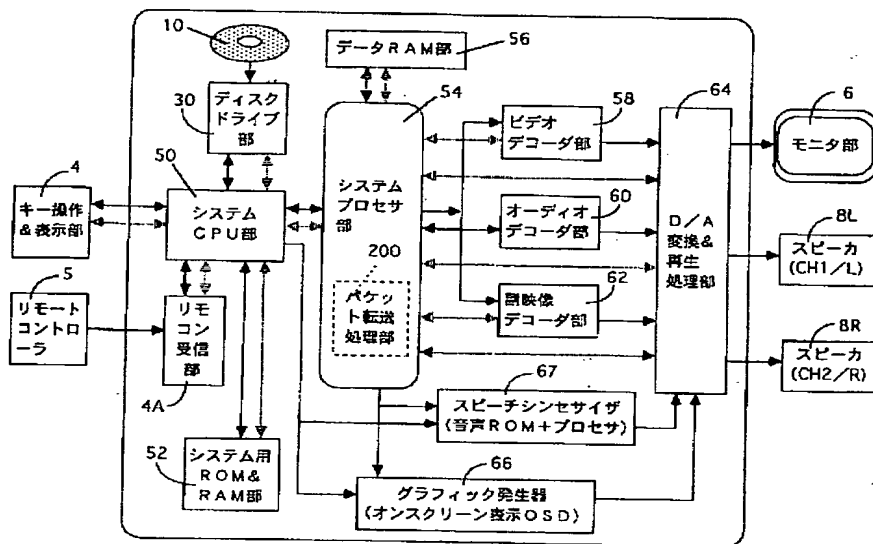 10
データRAM部
56
ディスク
ドライブ
部
30
54
58
64
6
ビデオ
デコーダ部
モニタ部
4
キー操作
&表示部
50
システム
CPU部
システム
プロセサ
部
オーディオ
デコーダ部
60
D/A
変換&
再生
処理部
8L
スピーカ
(CH1/L)
5
リモート
コントロ
ーラ
リモ
コン
受信
部
4A
200
パケッ
ト転送
処理部
副映像
デコーダ部
62
8R
スピーカ
(CH2/R)
67
スピーチシンセサイザ
(音声ROM+プロセサ)
52
システム用
ROM&
RAM部
66
グラフィック発生器
(オンスクリーン表示OSD)